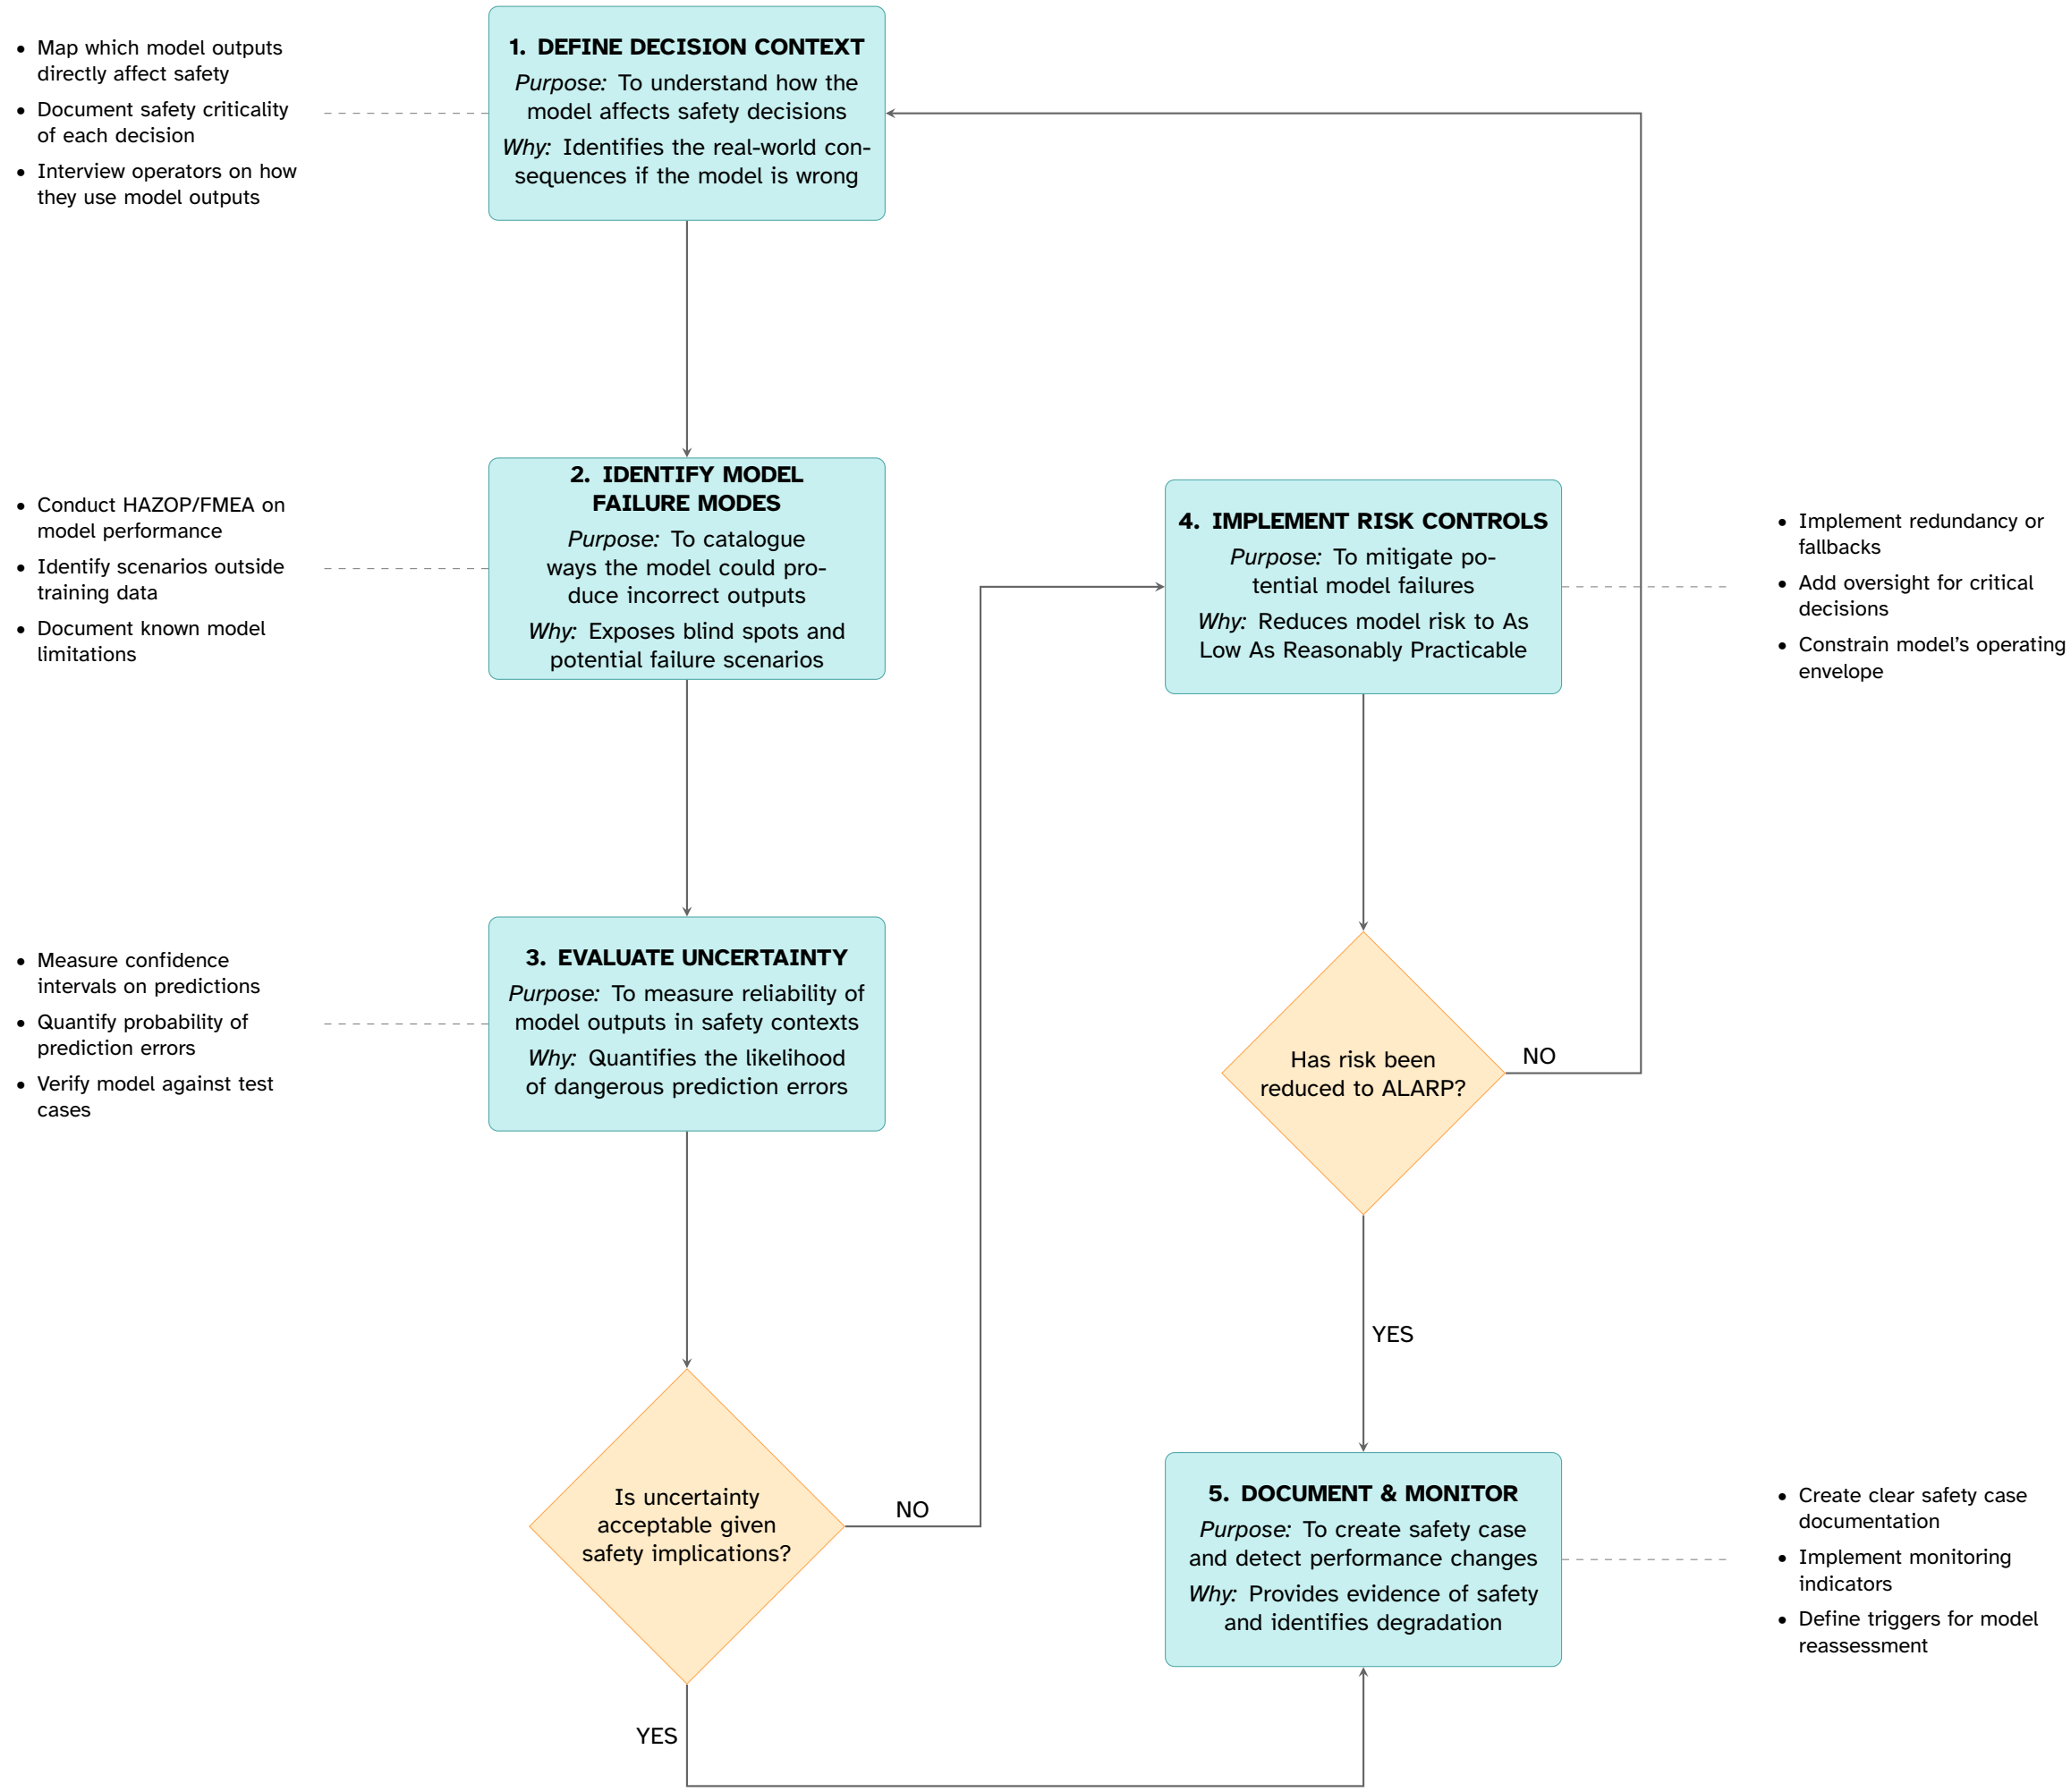 • Map which model outputs
directly affect safety
• Document safety criticality
of each decision
• Interview operators on how
they use model outputs
1. DEFINE DECISION CONTEXT
Purpose: To understand how the
model affects safety decisions
Why: Identifies the real-world con-
sequences if the model is wrong
• Conduct HAZOP/FMEA on
model performance
• Identify scenarios outside
training data
• Document known model
limitations
2. IDENTIFY MODEL
FAILURE MODES
Purpose: To catalogue
ways the model could pro-
duce incorrect outputs
Why: Exposes blind spots and
potential failure scenarios
4. IMPLEMENT RISK CONTROLS
Purpose: To mitigate po-
tential model failures
Why: Reduces model risk to As
Low As Reasonably Practicable
• Implement redundancy or
fallbacks
• Add oversight for critical
decisions
• Constrain model's operating
envelope
• Measure confidence
intervals on predictions
• Quantify probability of
prediction errors
• Verify model against test
cases
3. EVALUATE UNCERTAINTY
Purpose: To measure reliability of
model outputs in safety contexts
Why: Quantifies the likelihood
of dangerous prediction errors
Has risk been
reduced to ALARP?
NO
YES
Is uncertainty
acceptable given
safety implications?
NO
YES
5. DOCUMENT & MONITOR
Purpose: To create safety case
and detect performance changes
Why: Provides evidence of safety
and identifies degradation
• Create clear safety case
documentation
• Implement monitoring
indicators
• Define triggers for model
reassessment